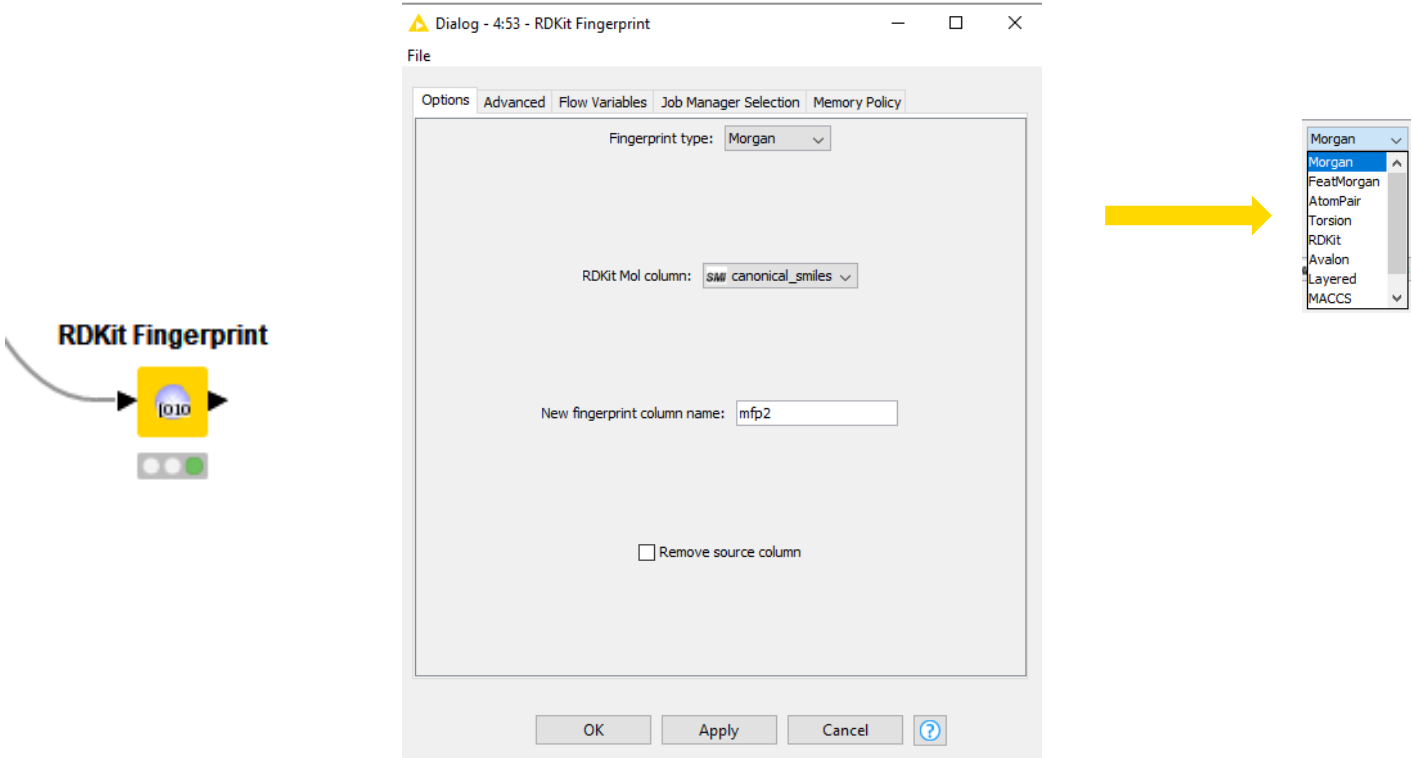 Dialog - 4:53 - RDKit Fingerprint
File
Options Advanced Flow Variables Job Manager Selection Memory Policy
Fingerprint type: Morgan
RDKit Mol column: SMI canonical_smiles
New fingerprint column name: mfp2
Remove source column
OK Apply Cancel ?
RDKit Fingerprint
[010
Morgan
Morgan
FeatMorgan
AtomPair
Torsion
RDKit
Avalon
Layered
MACCS